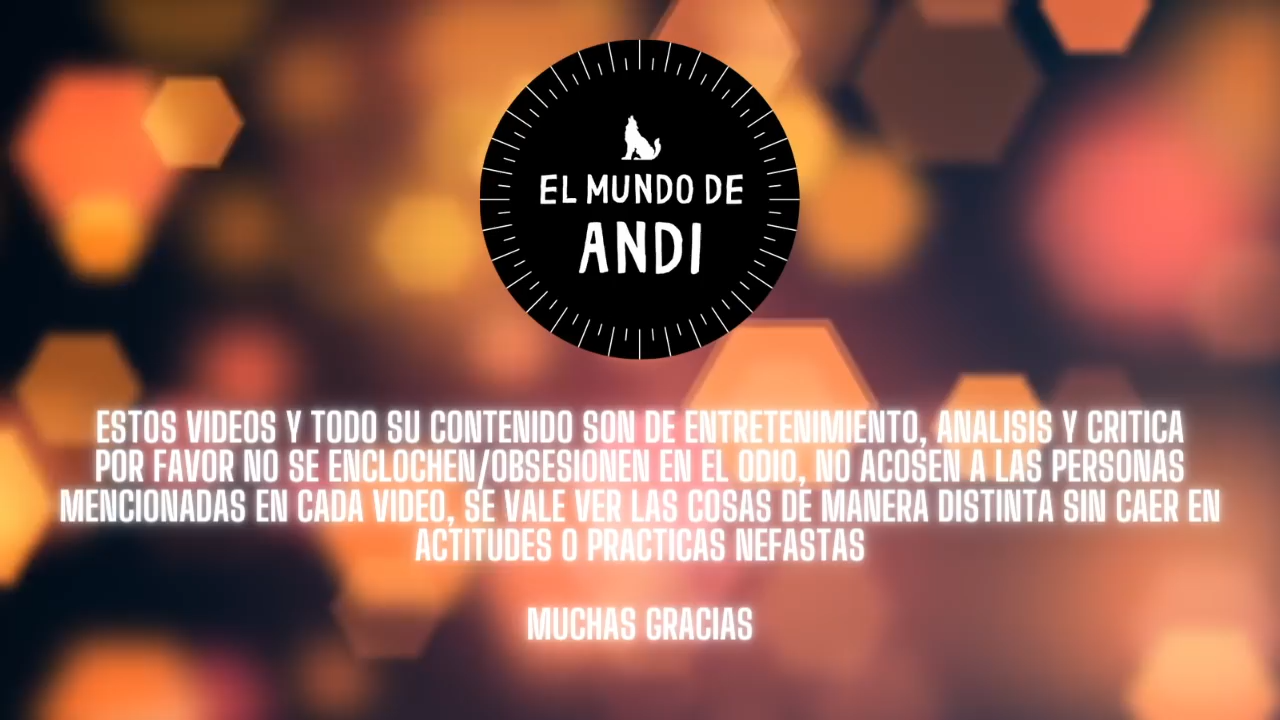 EL MUNDO DE
ANDI
ESTOS VIDEOS Y TODO SU CONTENIDO SON DE ENTRETENIMIENTO, ANALISIS Y CRITICA
POR FAVOR NO SE ENCLOCHEN/OBSESIONEN EN EL ODIO, NO ACOSEN A LAS PERSONAS
MENCIONADAS EN CADA VIDEO, SE VALE VER LAS COSAS DE MANERA DISTINTA SIN CAER EN
ACTITUDES O PRACTICAS NEFASTAS
MUCHAS GRACIAS